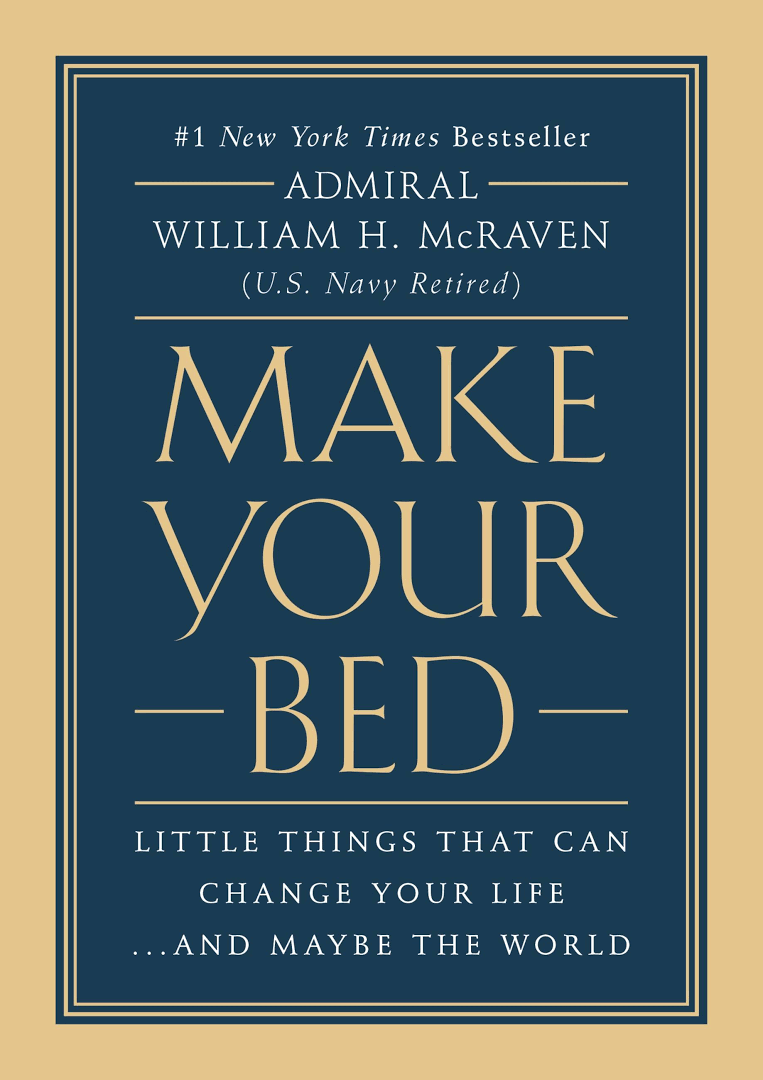 #1 New York Times Bestseller
ADMIRAL
WILLIAM H. McRAVEN
(U.S. Navy Retired)
MAKE
YOUR
BED
LITTLE THINGS THAT CAN
CHANGE YOUR LIFE
...AND MAYBE THE WORLD